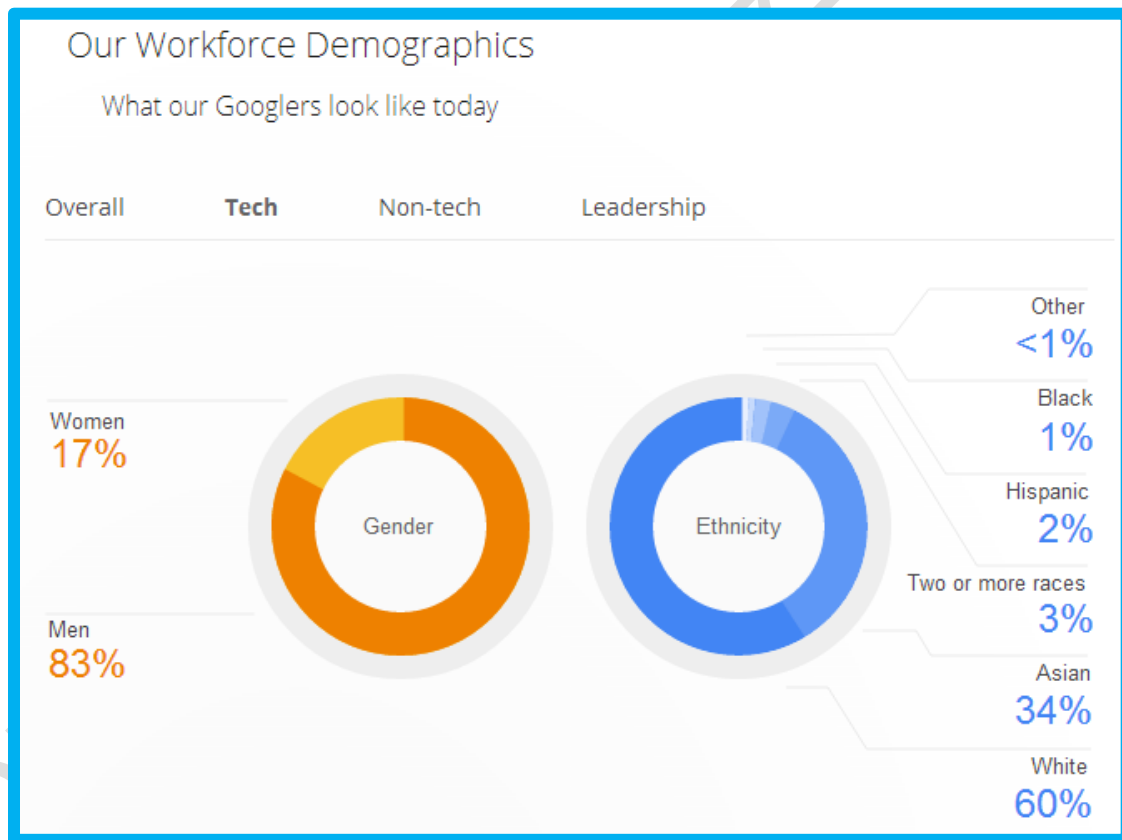 Our Workforce Demographics
What our Googlers look like today
Overall Tech Non-tech Leadership
Women
17%
Men
83%
Gender
Ethnicity
Other
<1%
Black
1%
Hispanic
2%
Two or more races
3%
Asian
34%
White
60%